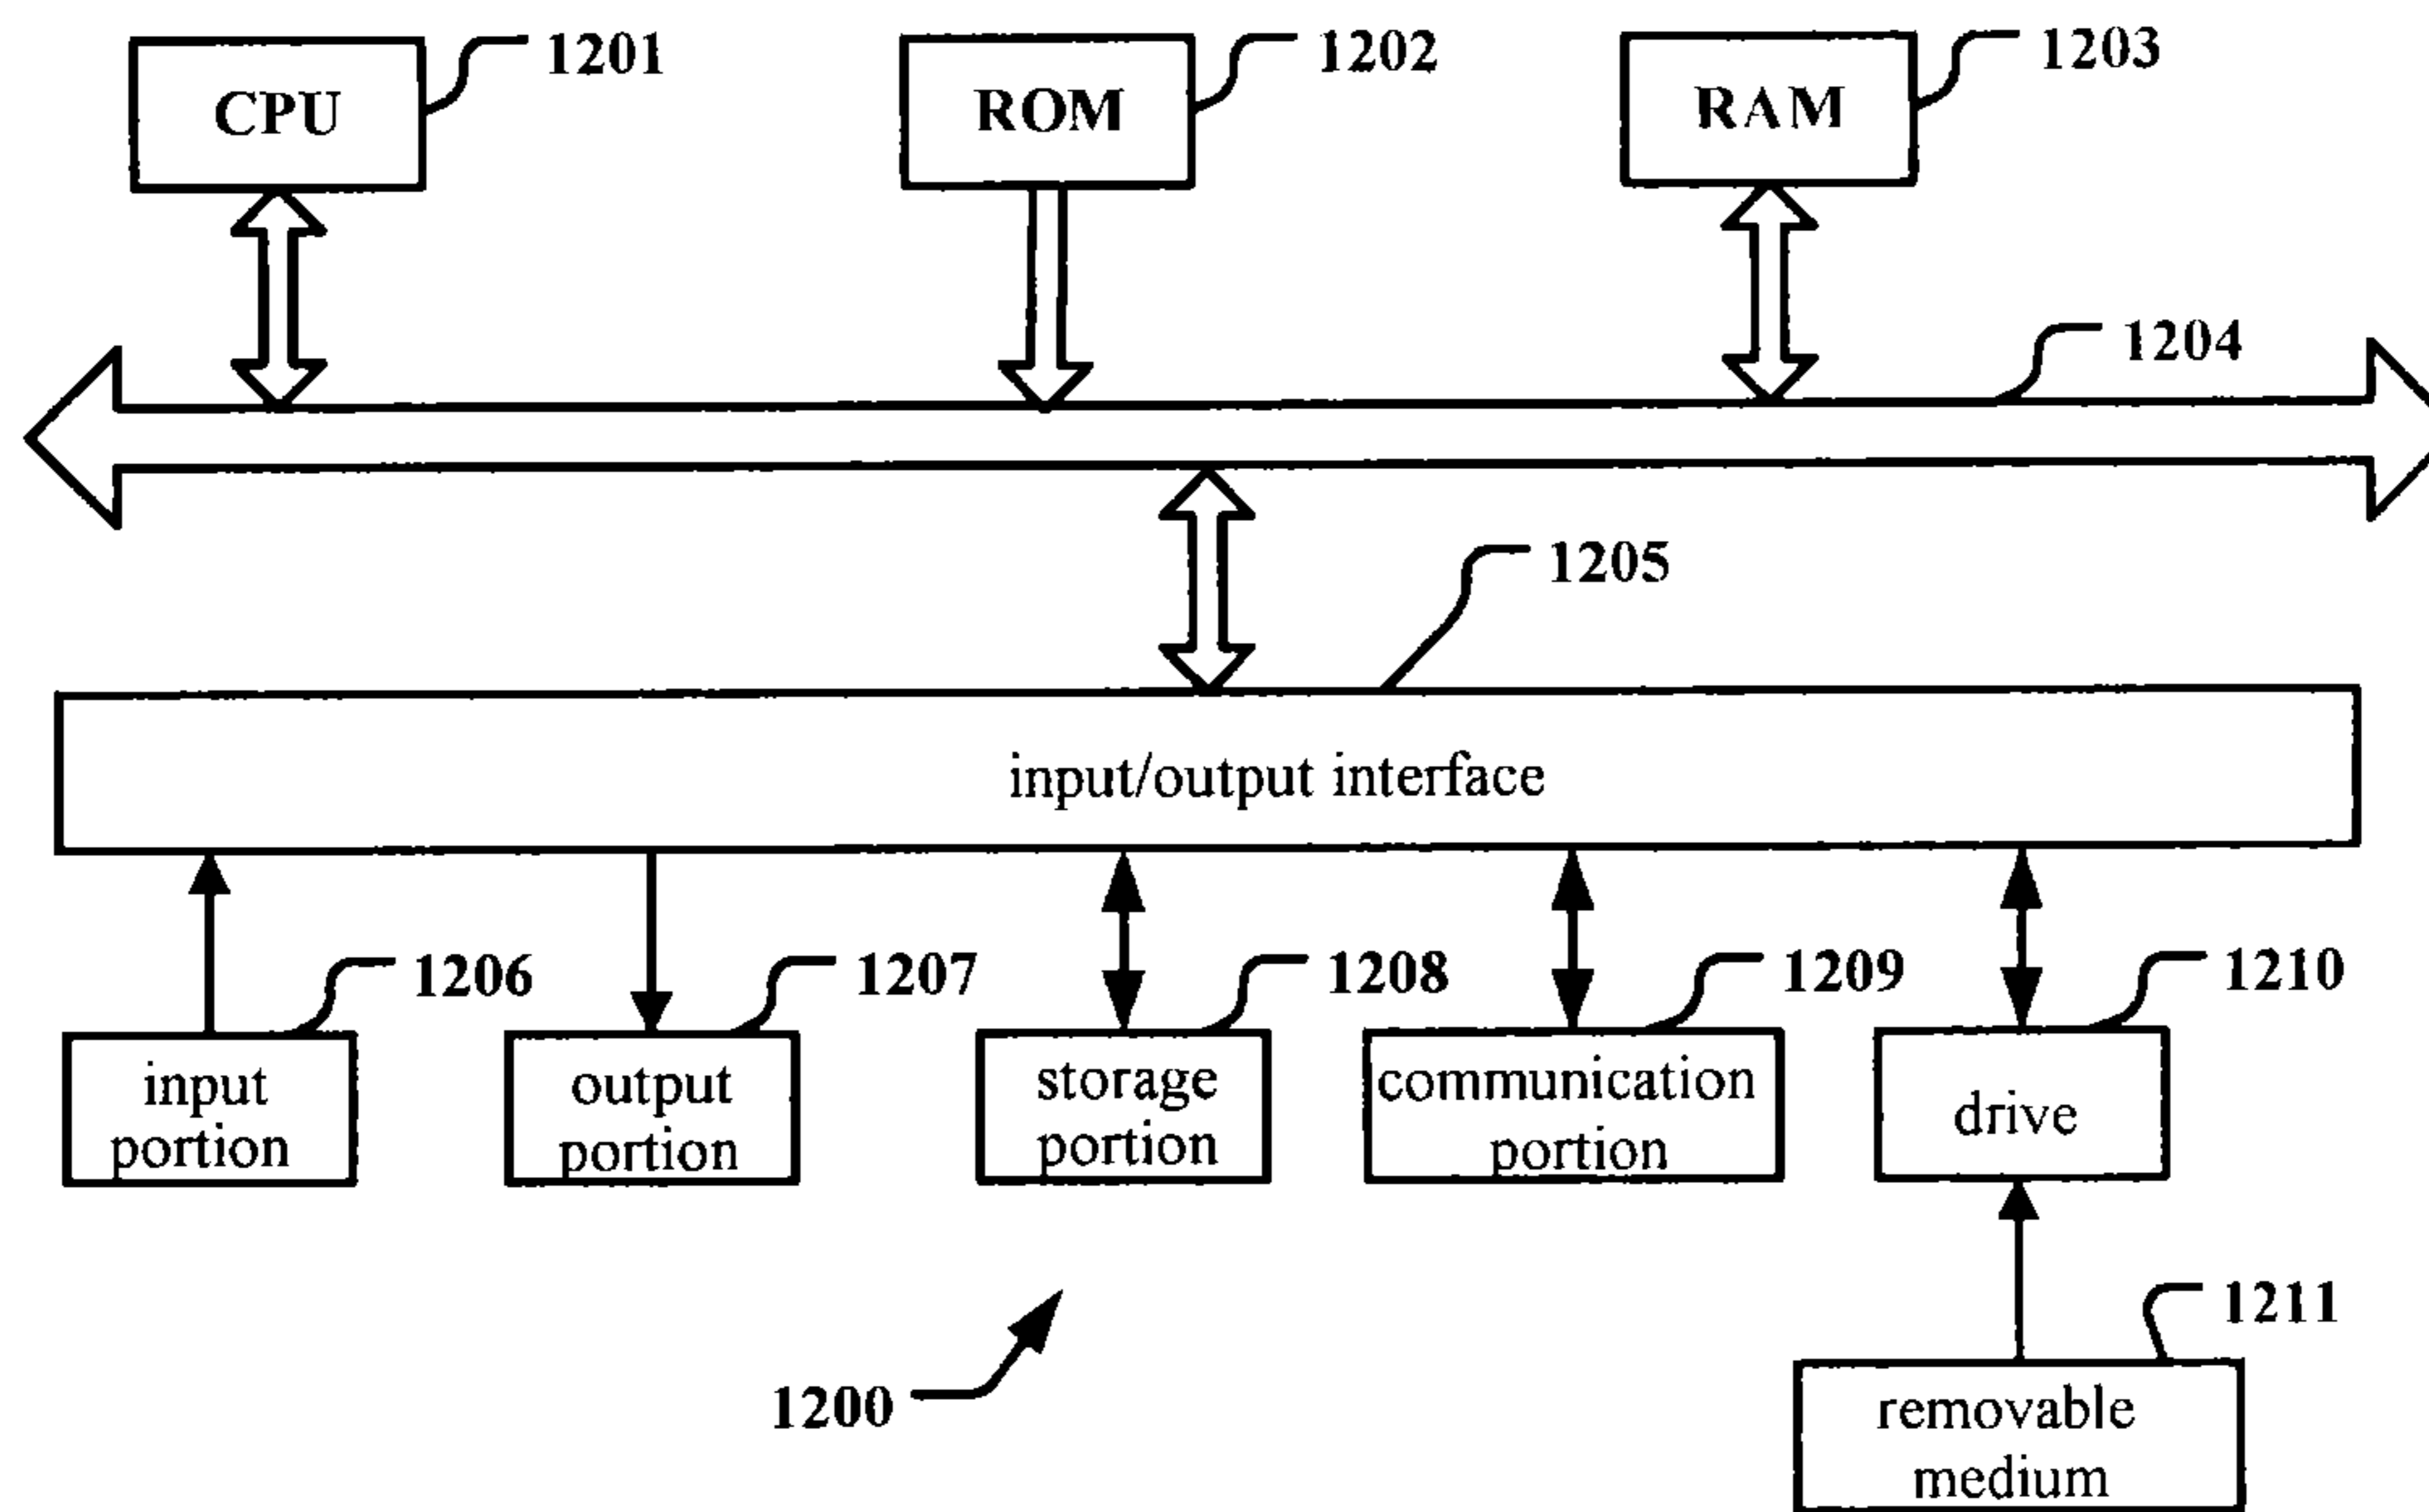 CPU
1201
ROM
1202
RAM
1203
1204
1205
input/output interface
1206
1207
1208
1209
1210
input
portion
output
portion
storage
portion
communication
portion
drive
1211
1200
removable
medium